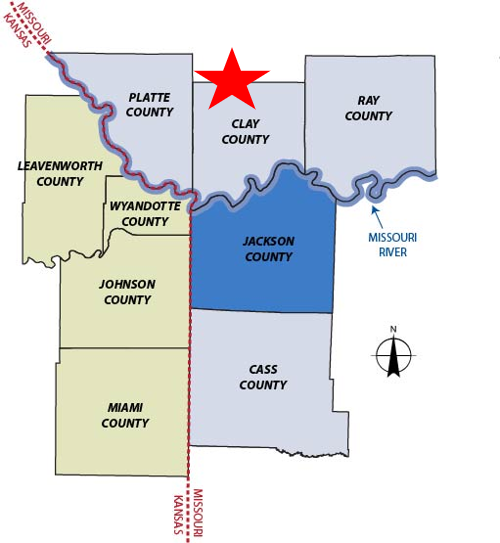 MISSOURI
KANSAS
PLATTE
COUNTY
CLAY
COUNTY
RAY
COUNTY
LEAVENWORTH
COUNTY
WYANDOTTE
COUNTY
JACKSON
COUNTY
MISSOURI
RIVER
JOHNSON
COUNTY
N
CASS
COUNTY
MIAMI
COUNTY
KANSAS
MISSOURI